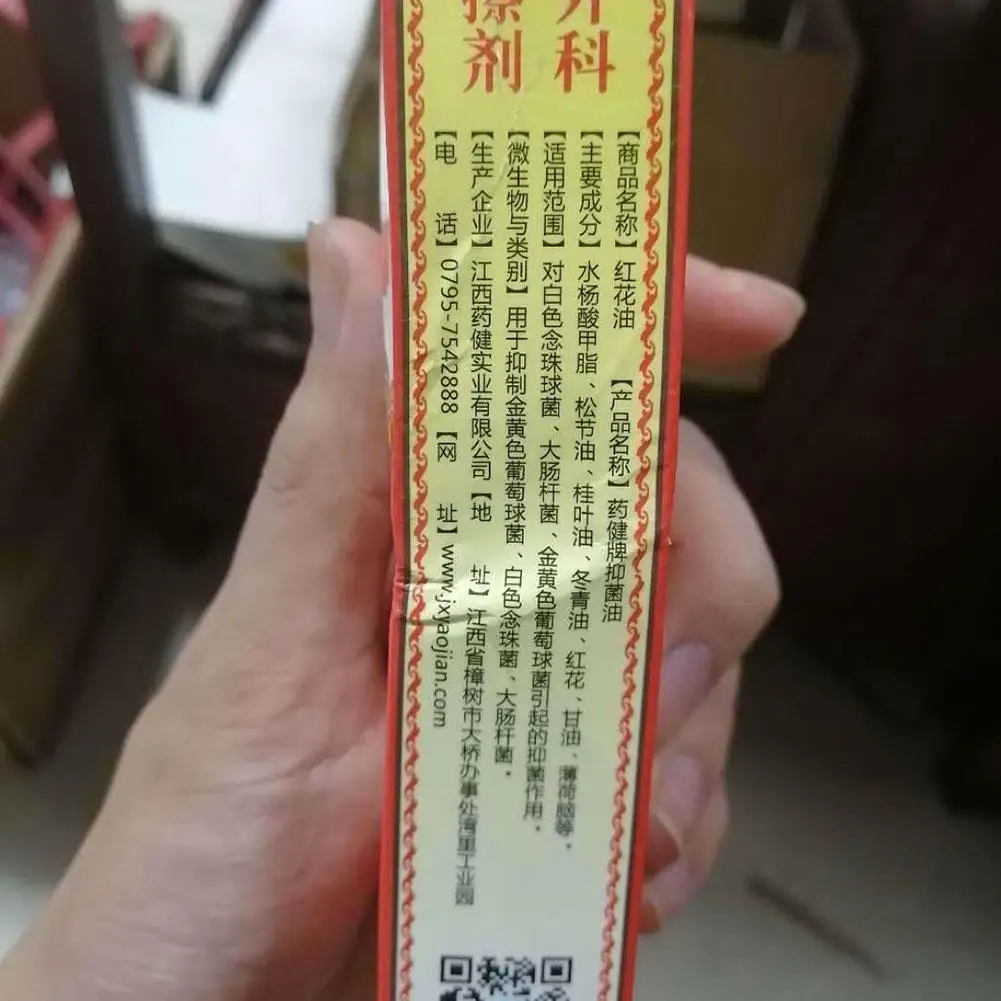 外科
擦剂
【商品名称】红花油 【产品名称】药健牌抑菌油
【主要成分】水杨酸甲脂、松节油、桂叶油、冬青油、红花、甘油、薄荷脑等。
【适用范围】对白色念珠球菌、大肠杆菌、金黄色葡萄球菌引起的抑菌作用。
【微生物与类别】用于抑制金黄色葡萄球菌、白色念珠菌、大肠杆菌。
【生产企业】江西药健实业有限公司【地 址】江西省樟树市大桥办事处湾里工业园
【电 话】0795-7542888【网 址】www.jxyaojian.com